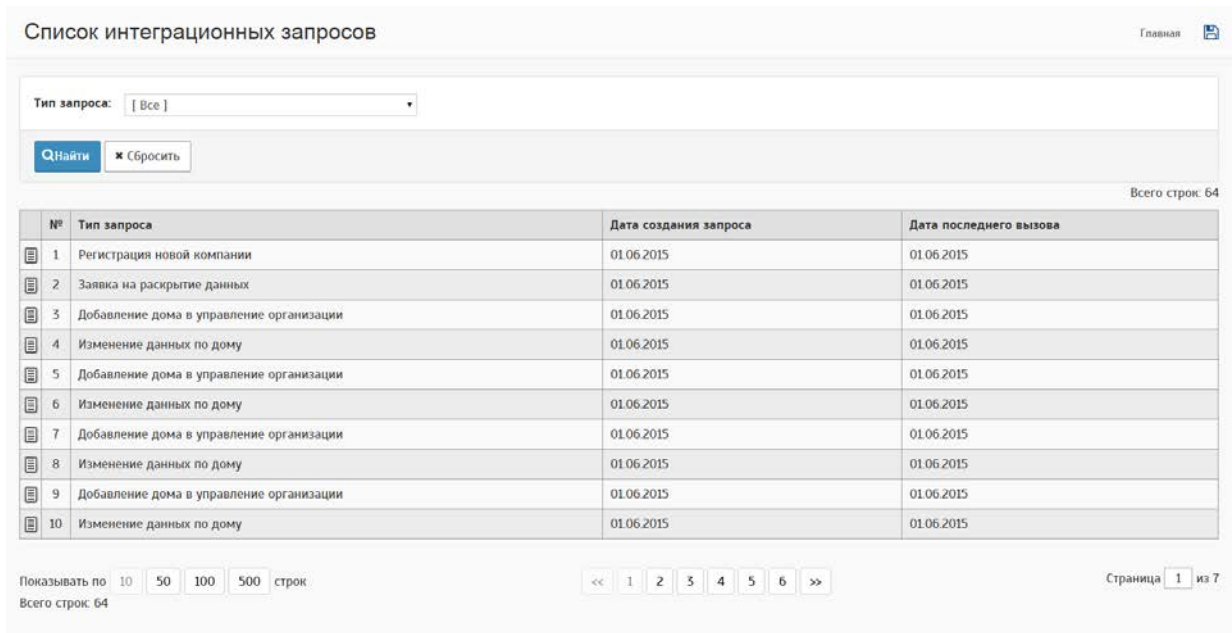 Список интеграционных запросов
Главная
Тип запроса: [ Все ]
Найти ✖ Сбросить
Всего строк: 64
№ Тип запроса Дата создания запроса Дата последнего вызова
1 Регистрация новой компании 01.06.2015 01.06.2015
2 Заявка на раскрытие данных 01.06.2015 01.06.2015
3 Добавление дома в управление организации 01.06.2015 01.06.2015
4 Изменение данных по дому 01.06.2015 01.06.2015
5 Добавление дома в управление организации 01.06.2015 01.06.2015
6 Изменение данных по дому 01.06.2015 01.06.2015
7 Добавление дома в управление организации 01.06.2015 01.06.2015
8 Изменение данных по дому 01.06.2015 01.06.2015
9 Добавление дома в управление организации 01.06.2015 01.06.2015
10 Изменение данных по дому 01.06.2015 01.06.2015
Показывать по 10 50 100 500 строк << 1 2 3 4 5 6 >> Страница 1 из 7
Всего строк: 64